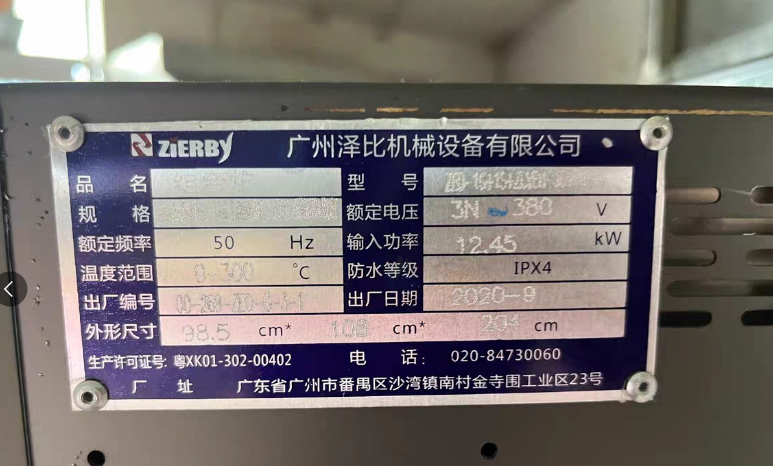 ZIERBY 广州泽比机械设备有限公司
品 名 型 号
规 格 额定电压 3N~380 V
额定频率 50 Hz 输入功率 12.45 kW
温度范围 0-300 °C 防水等级 IPX4
出厂编号 出厂日期 2020-9
外形尺寸 98.5 cm* cm* 201 cm
生产许可证号: 粤XK01-302-00402 电 话: 020-84730060
厂 址 广东省广州市番禺区沙湾镇南村金寺围工业区23号